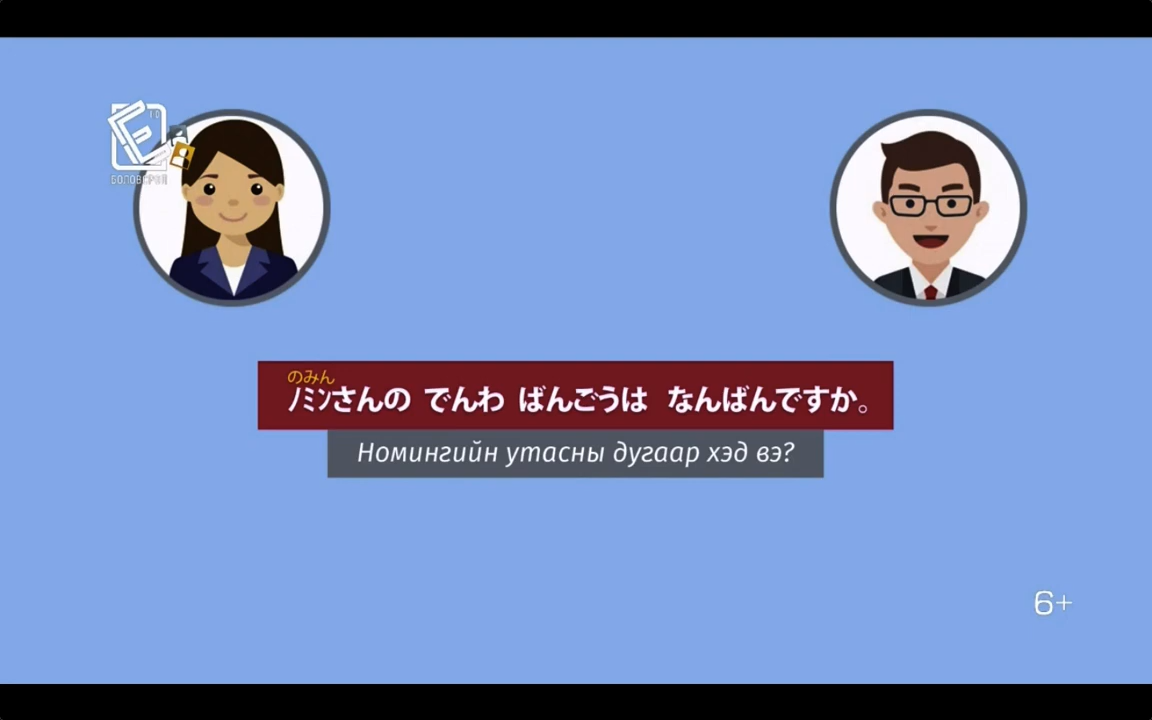 БОЛОВСРОЛ
のみん
ノミンさんの でんわ ばんごうは なんばんですか。
Номингийн утасны дугаар хэд вэ?
6+